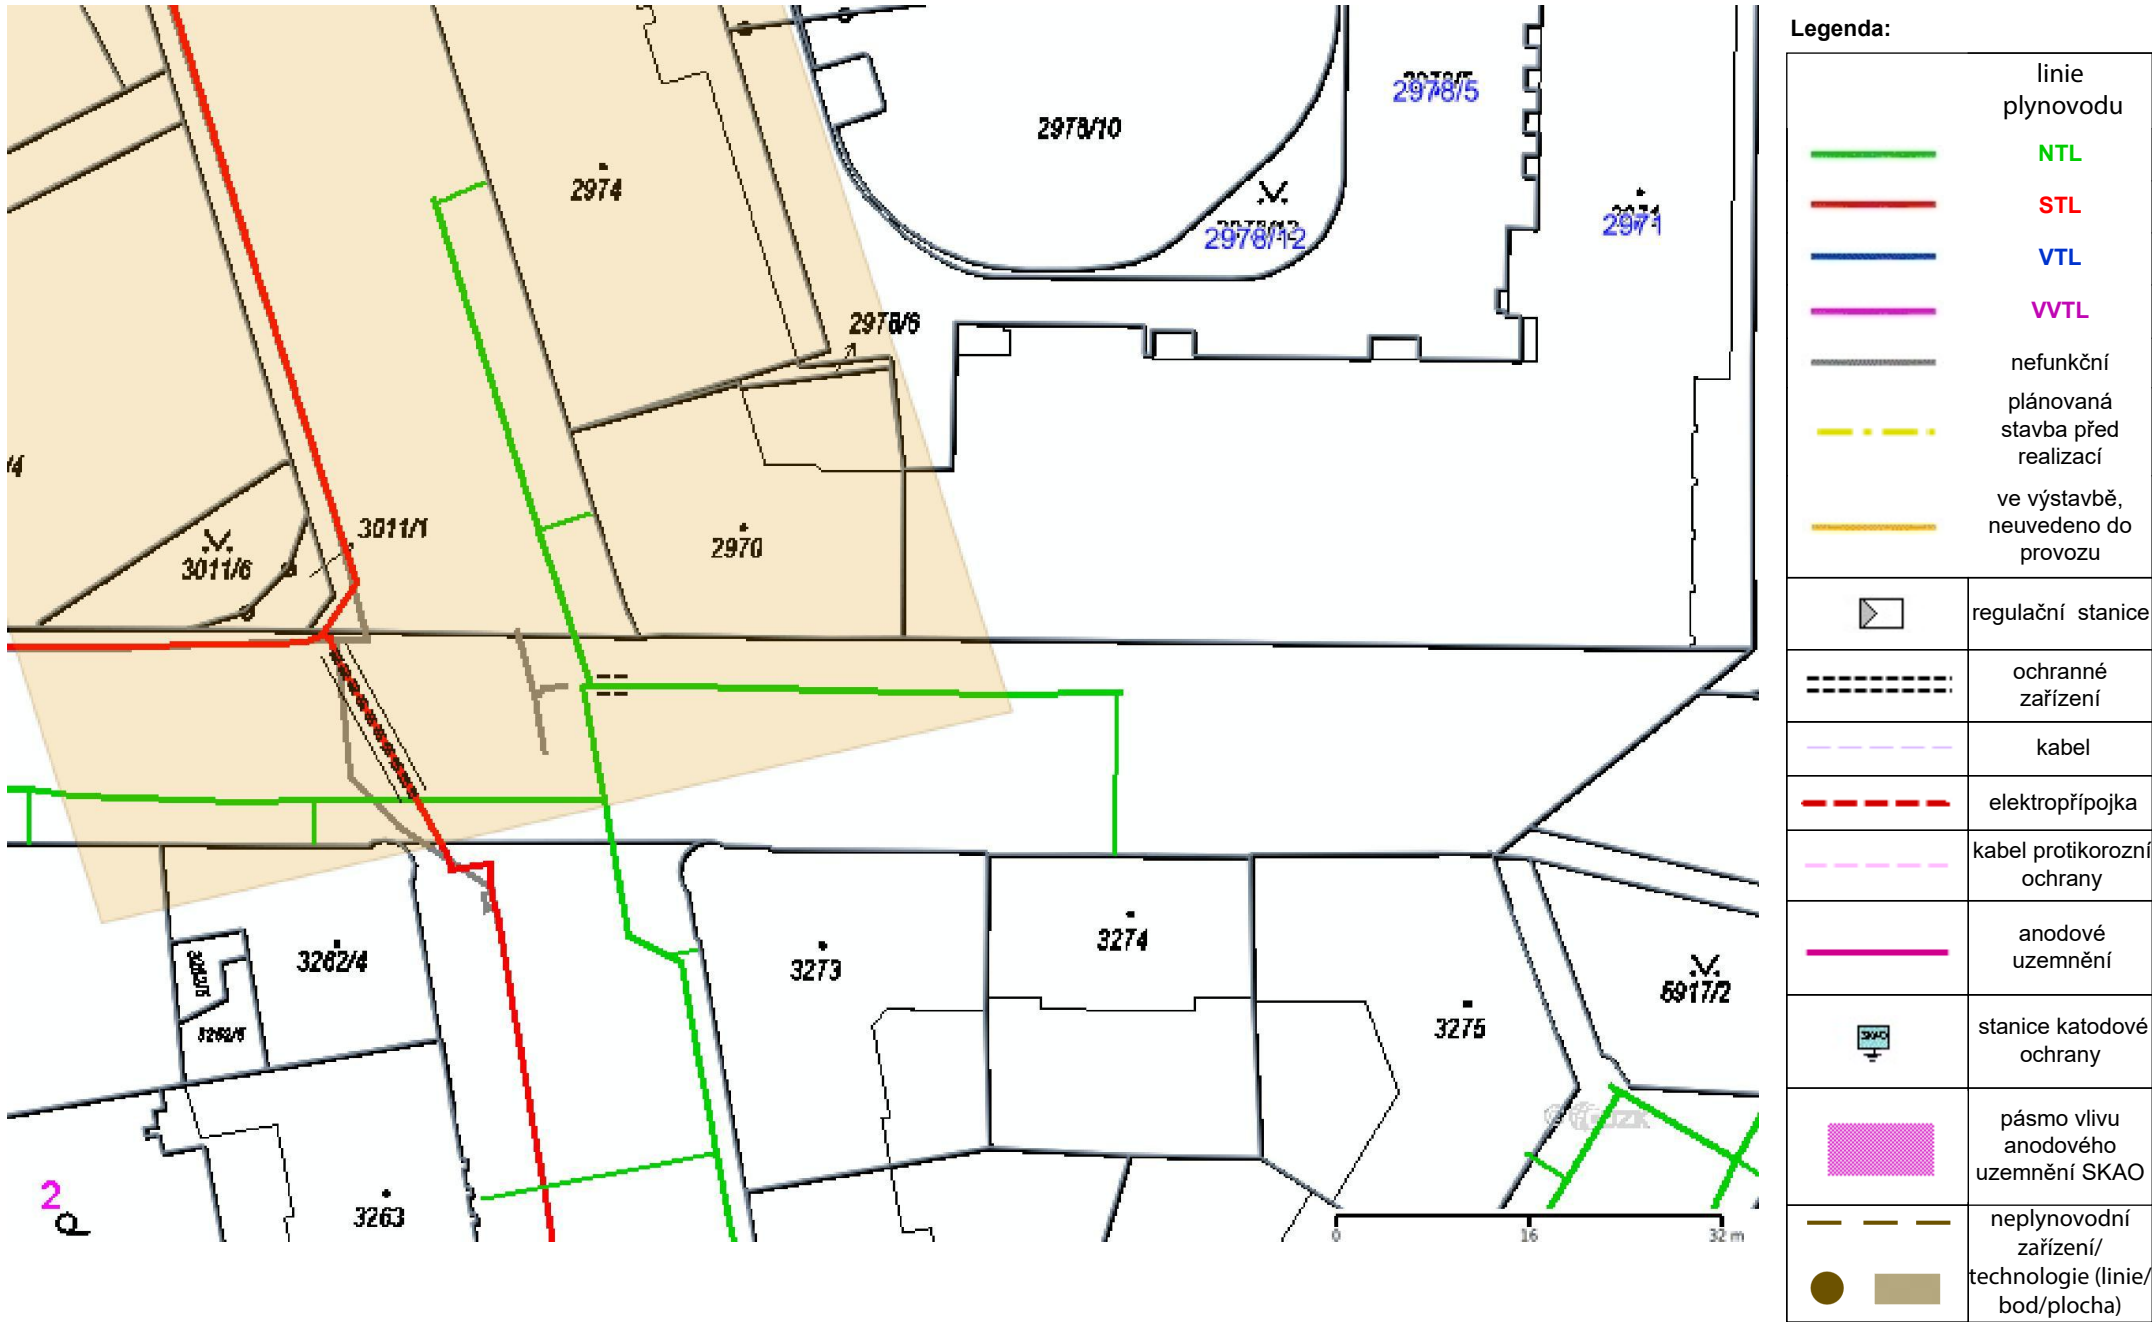 Legenda:
linie
plynovodu
NTL
STL
VTL
VVTL
nefunkční
plánovaná
stavba před
realizací
ve výstavbě,
neuvedeno do
provozu
regulační stanice
ochranné
zařízení
kabel
elektropřípojka
kabel protikorozní
ochrany
anodové
uzemnění
SKAO
stanice katodové
ochrany
pásmo vlivu
anodového
uzemnění SKAO
neplynovodní
zařízení/
technologie (linie/
bod/plocha)
2978/10
2978/5
2974
2978/12
2971
2978/6
/4
3011/1
3011/6
2970
3262/4
3273
3274
3275
6917/2
3263
2
0 16 32 m